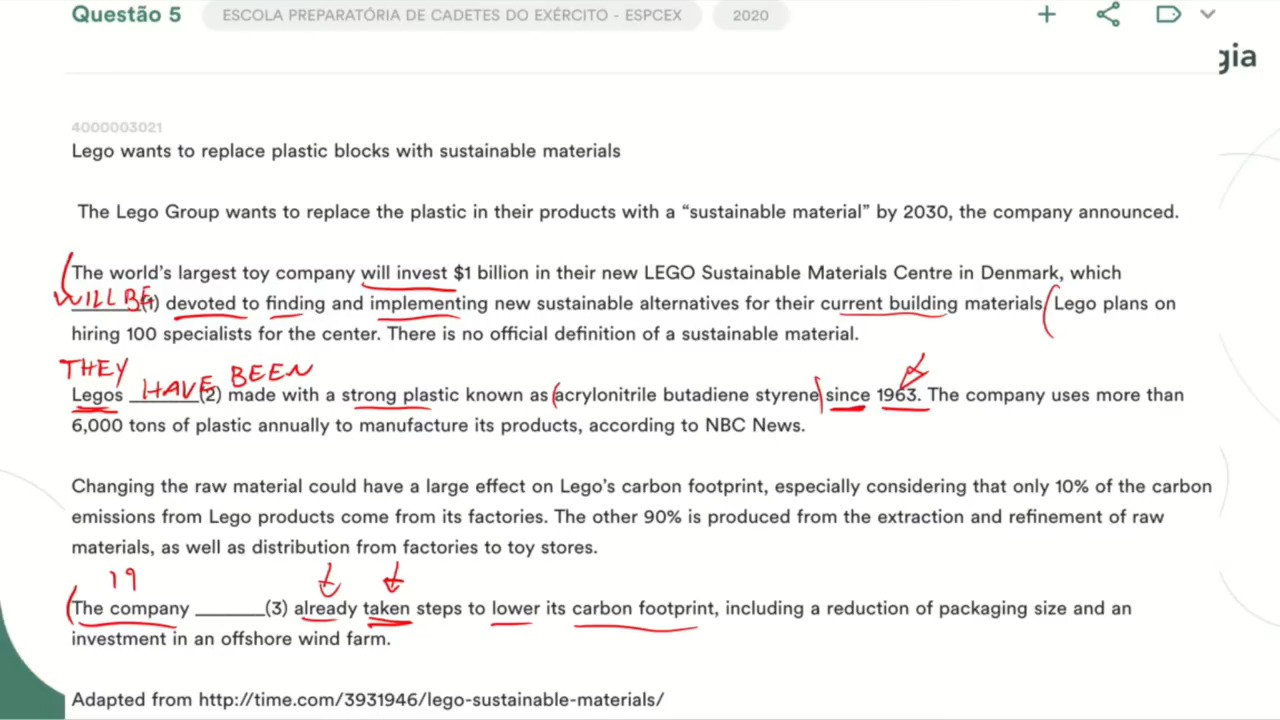 Questão 5 ESCOLA PREPARATÓRIA DE CADETES DO EXÉRCITO - ESPCEX 2020
gia
4000003021
Lego wants to replace plastic blocks with sustainable materials
The Lego Group wants to replace the plastic in their products with a “sustainable material” by 2030, the company announced.
The world’s largest toy company will invest $1 billion in their new LEGO Sustainable Materials Centre in Denmark, which
WILL BE
_______(1) devoted to finding and implementing new sustainable alternatives for their current building materials. Lego plans on
hiring 100 specialists for the center. There is no official definition of a sustainable material.
THEY HAVE BEEN
Legos _______(2) made with a strong plastic known as acrylonitrile butadiene styrene since 1963. The company uses more than
6,000 tons of plastic annually to manufacture its products, according to NBC News.
Changing the raw material could have a large effect on Lego’s carbon footprint, especially considering that only 10% of the carbon
emissions from Lego products come from its factories. The other 90% is produced from the extraction and refinement of raw
materials, as well as distribution from factories to toy stores.
The company _______(3) already taken steps to lower its carbon footprint, including a reduction of packaging size and an
investment in an offshore wind farm.
Adapted from http://time.com/3931946/lego-sustainable-materials/